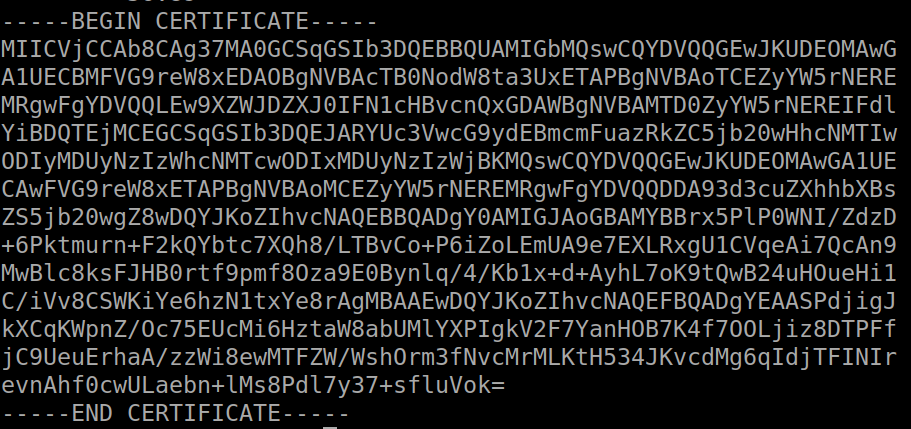 -----BEGIN CERTIFICATE-----
MIICVjCCAb8CAg37MA0GCSqGSIb3DQEBBQUAMIGbMQswCQYDVQQGEwJKUDEOMAwG
A1UECBMFVG9reW8xEDAOBgNVBAcTB0NodW8ta3UxETAPBgNVBAoTCEZyYW5rNERE
MRgwFgYDVQQLEw9XZWJDZXJ0IFN1cHBvcnQxGDAWBgNVBAMTD0ZyYW5rNEREIFdl
YiBDQTEjMCEGCSqGSIb3DQEJARYUc3VwcG9ydEBmcmFuazRkZC5jb20wHhcNMTIw
ODIyMDUyNzIzWhcNMTcwODIxMDUyNzIzWjBKMQswCQYDVQQGEwJKUDEOMAwGA1UE
CAwFVG9reW8xETAPBgNVBAoMCEZyYW5rNEREMRgwFgYDVQQDDA93d3cuZXhhbXBs
ZS5jb20wgZ8wDQYJKoZIhvcNAQEBBQADgY0AMIGJAoGBAMYBBrx5PlP0WNI/ZdzD
+6Pktmurn+F2kQYbtc7XQh8/LTBvCo+P6iZoLEmUA9e7EXLRxgU1CVqeAi7QcAn9
MwBlc8ksFJHB0rtf9pmf8Oza9E0Bynlq/4/Kb1x+d+AyhL7oK9tQwB24uHOueHi1
C/iVv8CSWKiYe6hzN1txYe8rAgMBAAEwDQYJKoZIhvcNAQEFBQADgYEAASPdjigJ
kXCqKWpnZ/Oc75EUcMi6HztaW8abUMlYXPIgkV2F7YanHOB7K4f7OOLjiz8DTPFf
jC9UeuErhaA/zzWi8ewMTFZW/WshOrm3fNvcMrMLKtH534JKvcdMg6qIdjTFINIr
evnAhf0cwULaebn+lMs8Pdl7y37+sfluVok=
-----END CERTIFICATE-----